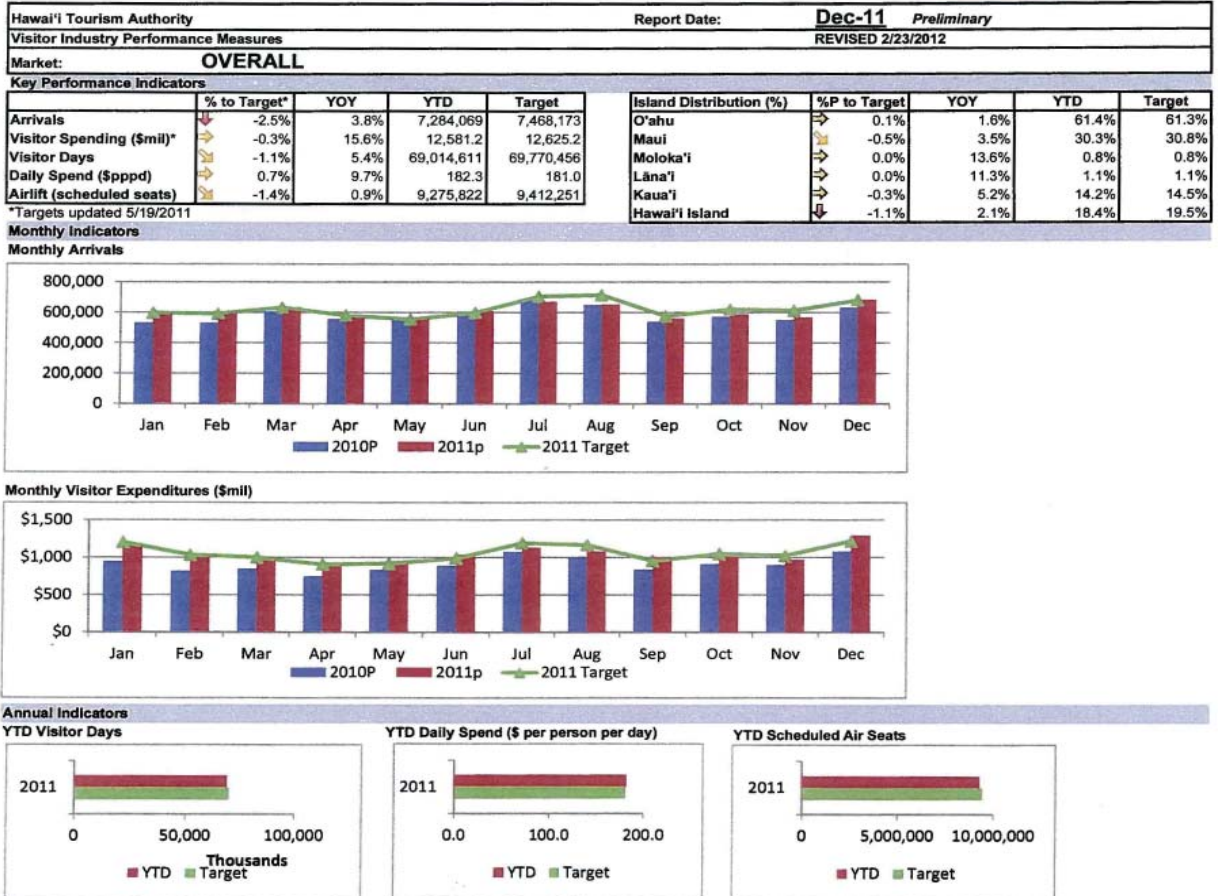 Hawai'i Tourism Authority Report Date: Dec-11 Preliminary
Visitor Industry Performance Measures REVISED 2/23/2012
Market: OVERALL
Key Performance Indicators
% to Target* YOY YTD Target
Arrivals -2.5% 3.8% 7,284,069 7,468,173
Visitor Spending ($mil)* -0.3% 15.6% 12,581.2 12,625.2
Visitor Days -1.1% 5.4% 69,014,611 69,770,456
Daily Spend ($pppd) 0.7% 9.7% 182.3 181.0
Airlift (scheduled seats) -1.4% 0.9% 9,275,822 9,412,251
*Targets updated 5/19/2011
Island Distribution (%) %P to Target YOY YTD Target
O'ahu 0.1% 1.6% 61.4% 61.3%
Maui -0.5% 3.5% 30.3% 30.8%
Moloka'i 0.0% 13.6% 0.8% 0.8%
Lāna'i 0.0% 11.3% 1.1% 1.1%
Kaua'i -0.3% 5.2% 14.2% 14.5%
Hawai'i Island -1.1% 2.1% 18.4% 19.5%
Monthly Indicators
Monthly Arrivals
800,000
600,000
400,000
200,000
0
Jan Feb Mar Apr May Jun Jul Aug Sep Oct Nov Dec
2010P 2011p 2011 Target
Monthly Visitor Expenditures ($mil)
$1,500
$1,000
$500
$0
Jan Feb Mar Apr May Jun Jul Aug Sep Oct Nov Dec
2010P 2011p 2011 Target
Annual Indicators
YTD Visitor Days
2011
0 50,000 100,000
Thousands
YTD Target
YTD Daily Spend ($ per person per day)
2011
0.0 100.0 200.0
YTD Target
YTD Scheduled Air Seats
2011
0 5,000,000 10,000,000
YTD Target